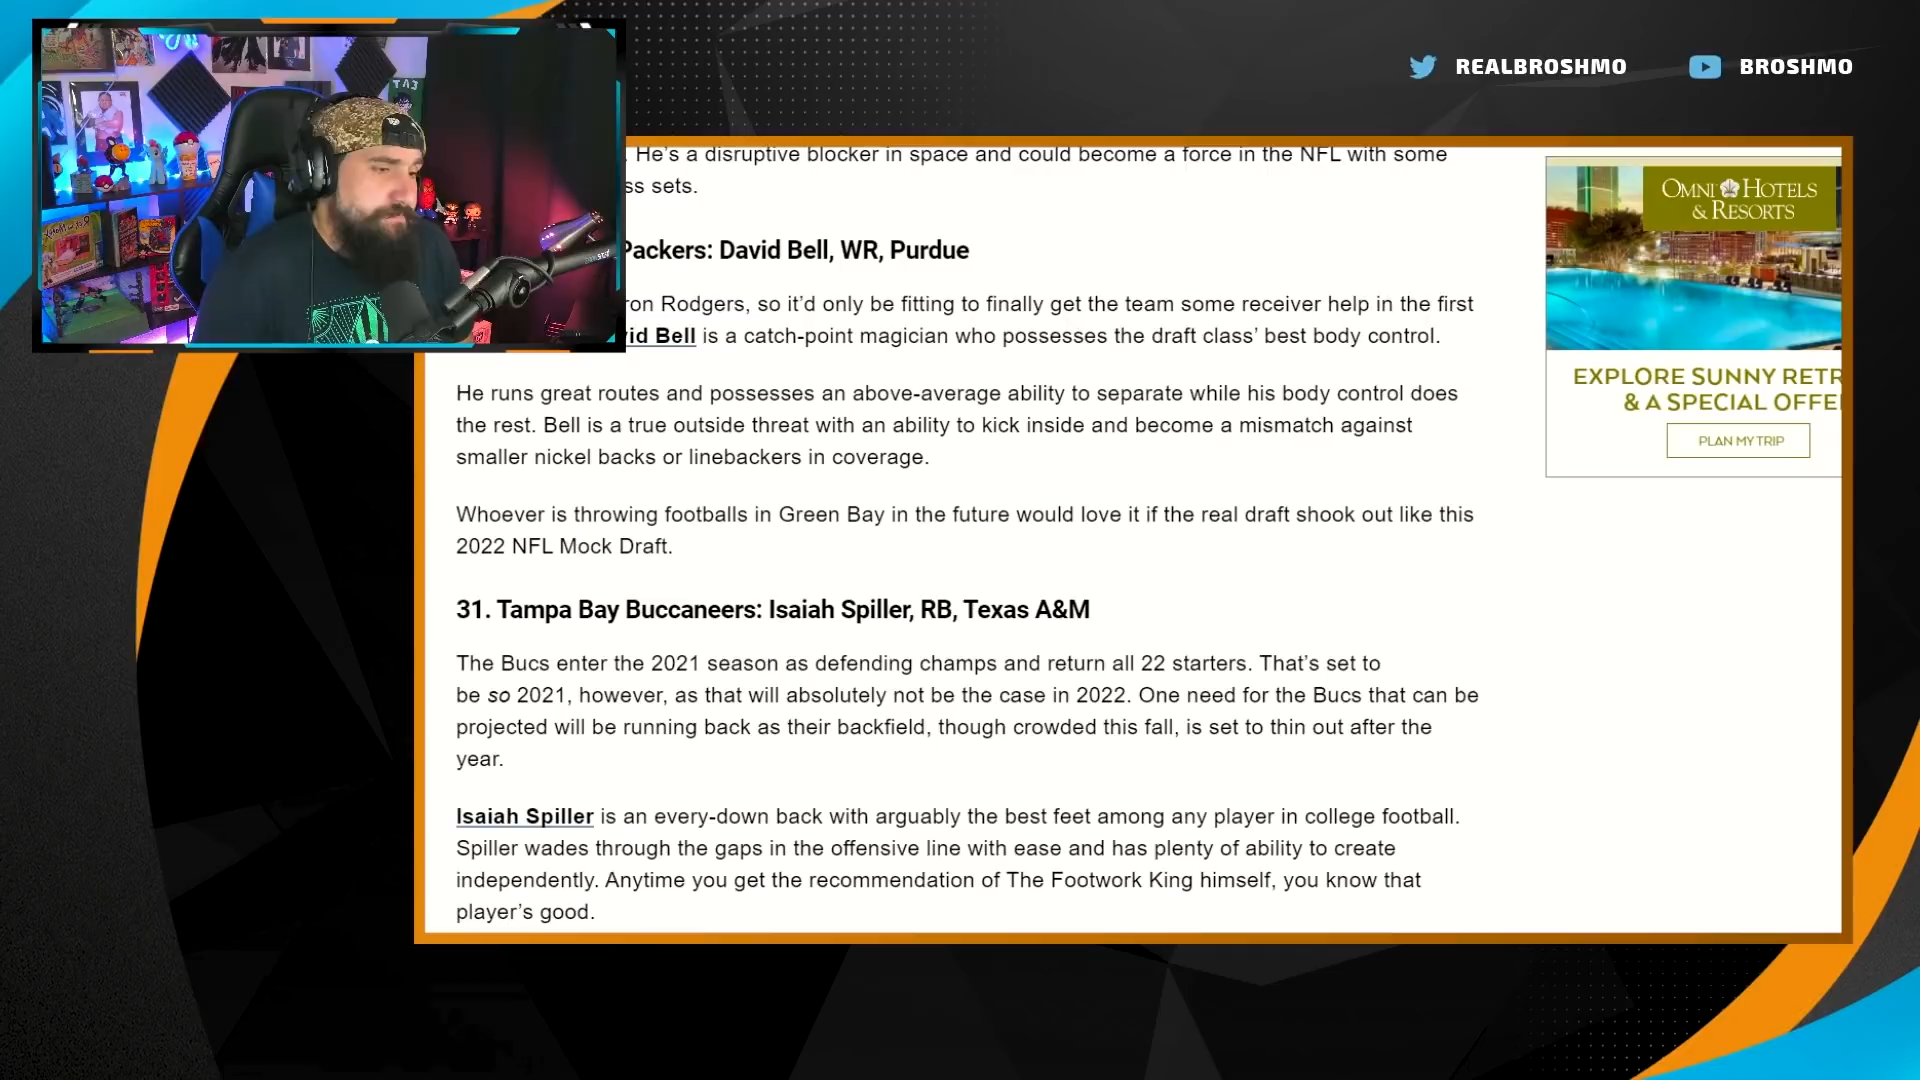 REALBROSHMO
BROSHMO
. He’s a disruptive blocker in space and could become a force in the NFL with some
ss sets.
Packers: David Bell, WR, Purdue
ron Rodgers, so it’d only be fitting to finally get the team some receiver help in the first
vid Bell is a catch-point magician who possesses the draft class’ best body control.
He runs great routes and possesses an above-average ability to separate while his body control does
the rest. Bell is a true outside threat with an ability to kick inside and become a mismatch against
smaller nickel backs or linebackers in coverage.
Whoever is throwing footballs in Green Bay in the future would love it if the real draft shook out like this
2022 NFL Mock Draft.
31. Tampa Bay Buccaneers: Isaiah Spiller, RB, Texas A&M
The Bucs enter the 2021 season as defending champs and return all 22 starters. That’s set to
be so 2021, however, as that will absolutely not be the case in 2022. One need for the Bucs that can be
projected will be running back as their backfield, though crowded this fall, is set to thin out after the
year.
Isaiah Spiller is an every-down back with arguably the best feet among any player in college football.
Spiller wades through the gaps in the offensive line with ease and has plenty of ability to create
independently. Anytime you get the recommendation of The Footwork King himself, you know that
player’s good.
OMNI HOTELS
& RESORTS
EXPLORE SUNNY RETR
& A SPECIAL OFFE
PLAN MY TRIP